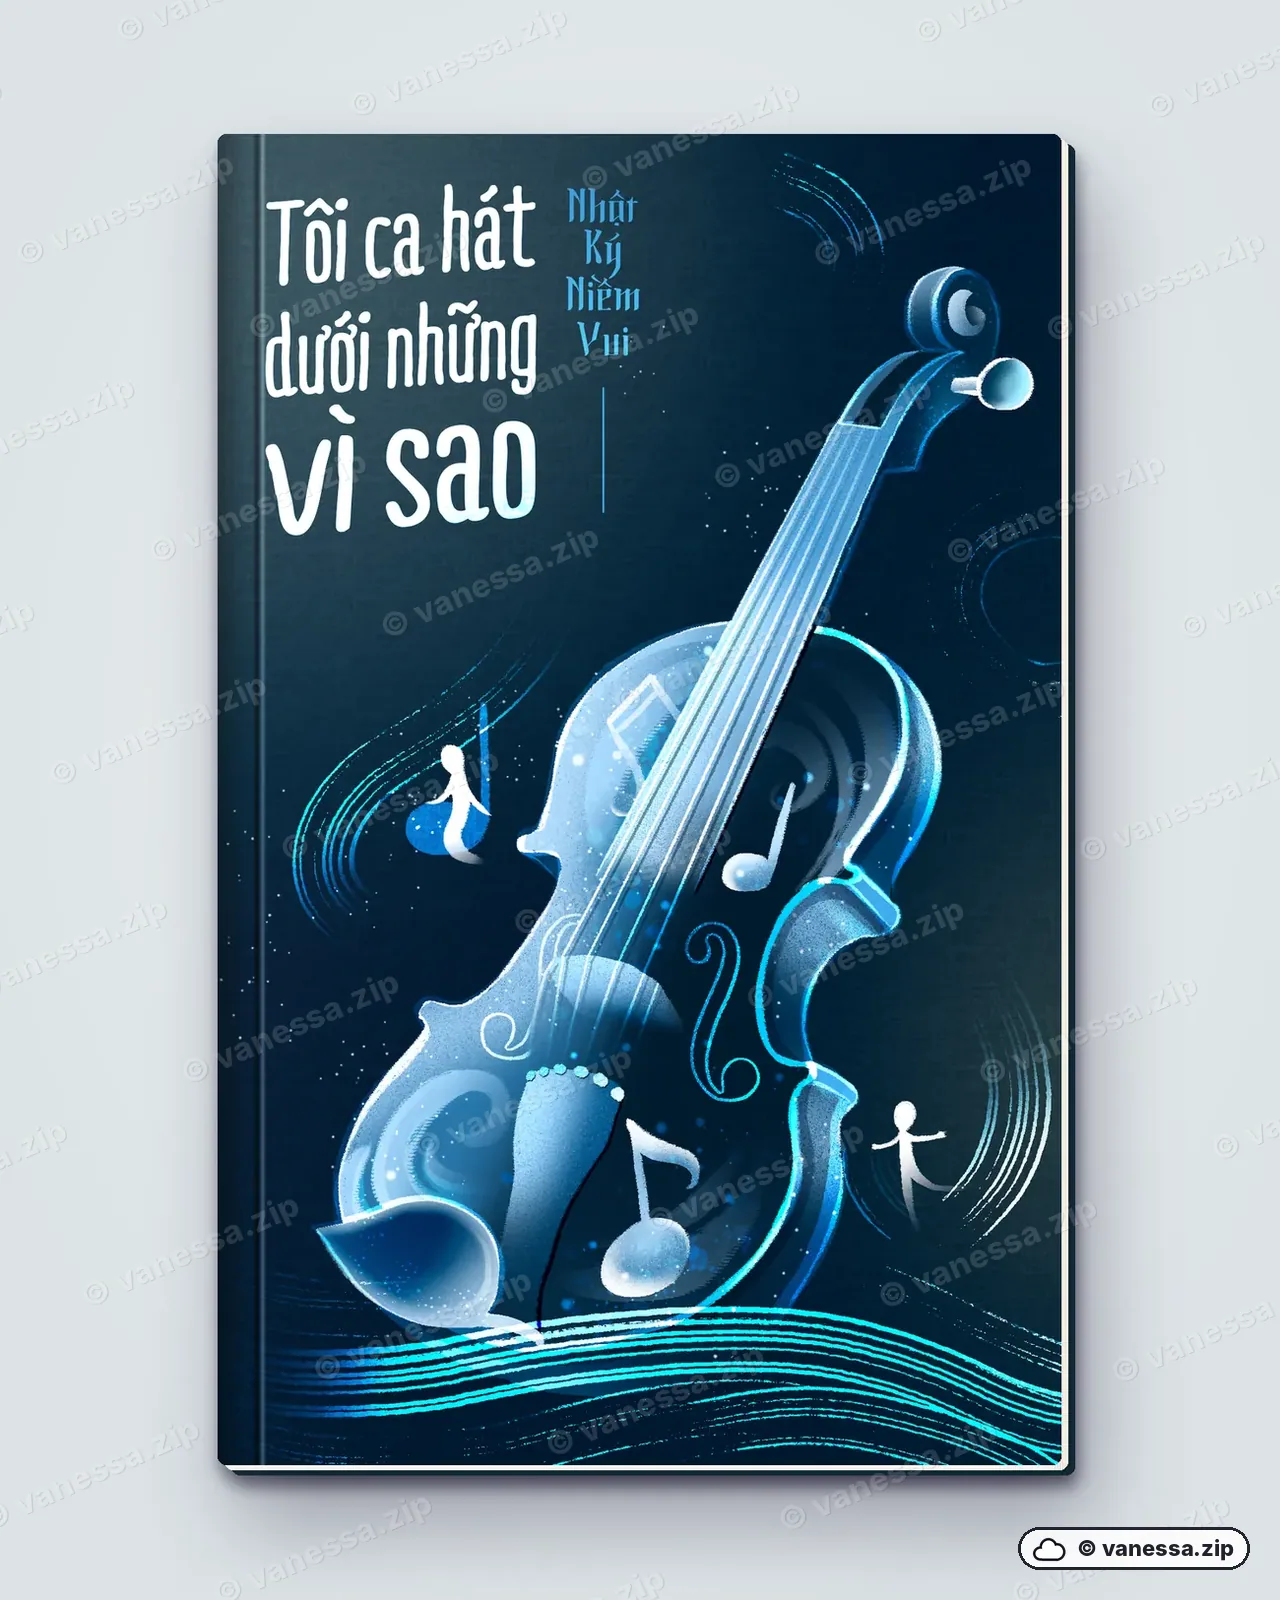 Tôi ca hát
dưới những
vì sao
Nhật
Ký
Niềm
Vui
© vanessa.zip